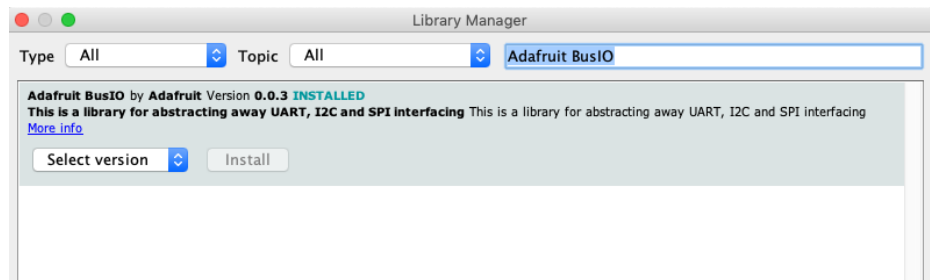 Library Manager
Type All Topic All Adafruit BusIO
Adafruit BusIO by Adafruit Version 0.0.3 INSTALLED
This is a library for abstracting away UART, I2C and SPI interfacing This is a library for abstracting away UART, I2C and SPI interfacing
More info
Select version Install